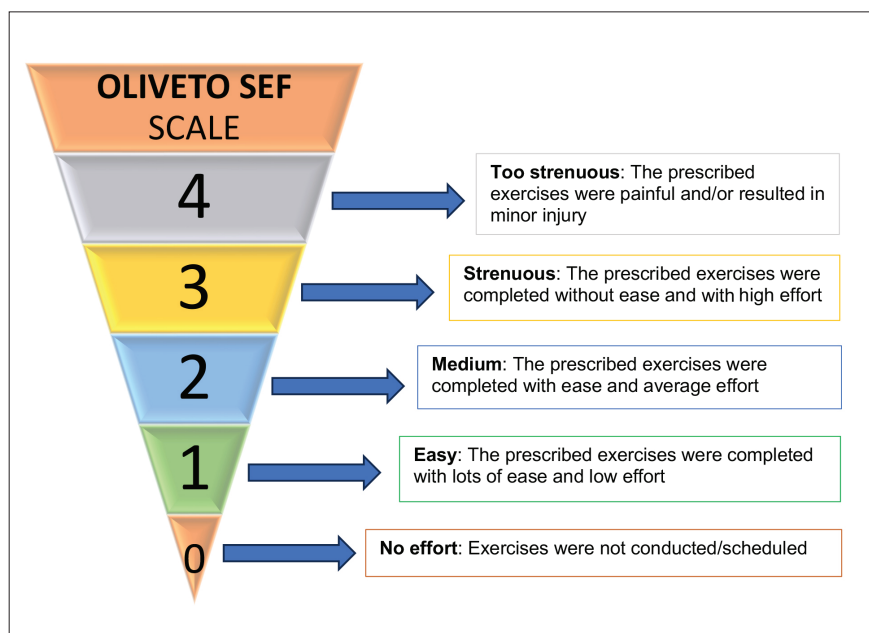 OLIVETO SEF
SCALE
4
Too strenuous: The prescribed
exercises were painful and/or resulted in
minor injury
3
Strenuous: The prescribed exercises were
completed without ease and with high effort
2
Medium: The prescribed exercises were
completed with ease and average effort
1
Easy: The prescribed exercises were completed
with lots of ease and low effort
0
No effort: Exercises were not conducted/scheduled